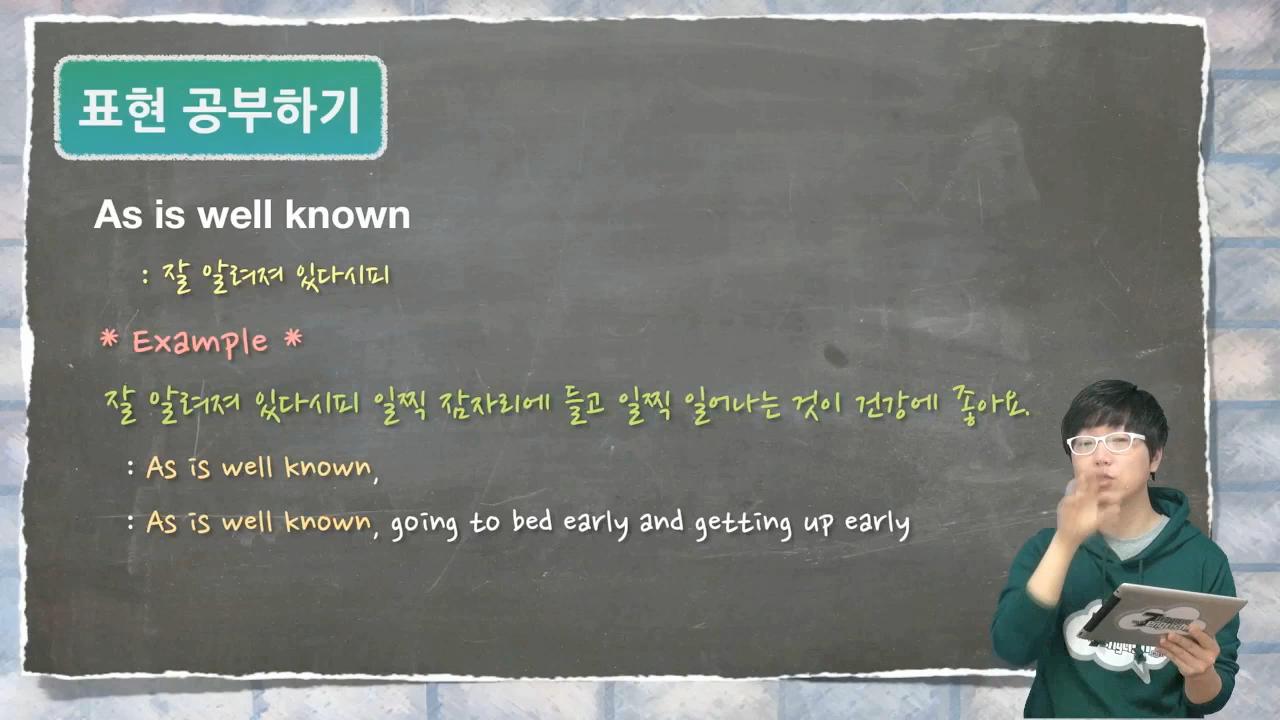 표현 공부하기
As is well known
: 잘 알려져 있다시피
* Example *
잘 알려져 있다시피 일찍 잠자리에 들고 일찍 일어나는 것이 건강에 좋아요.
: As is well known,
: As is well known, going to bed early and getting up early